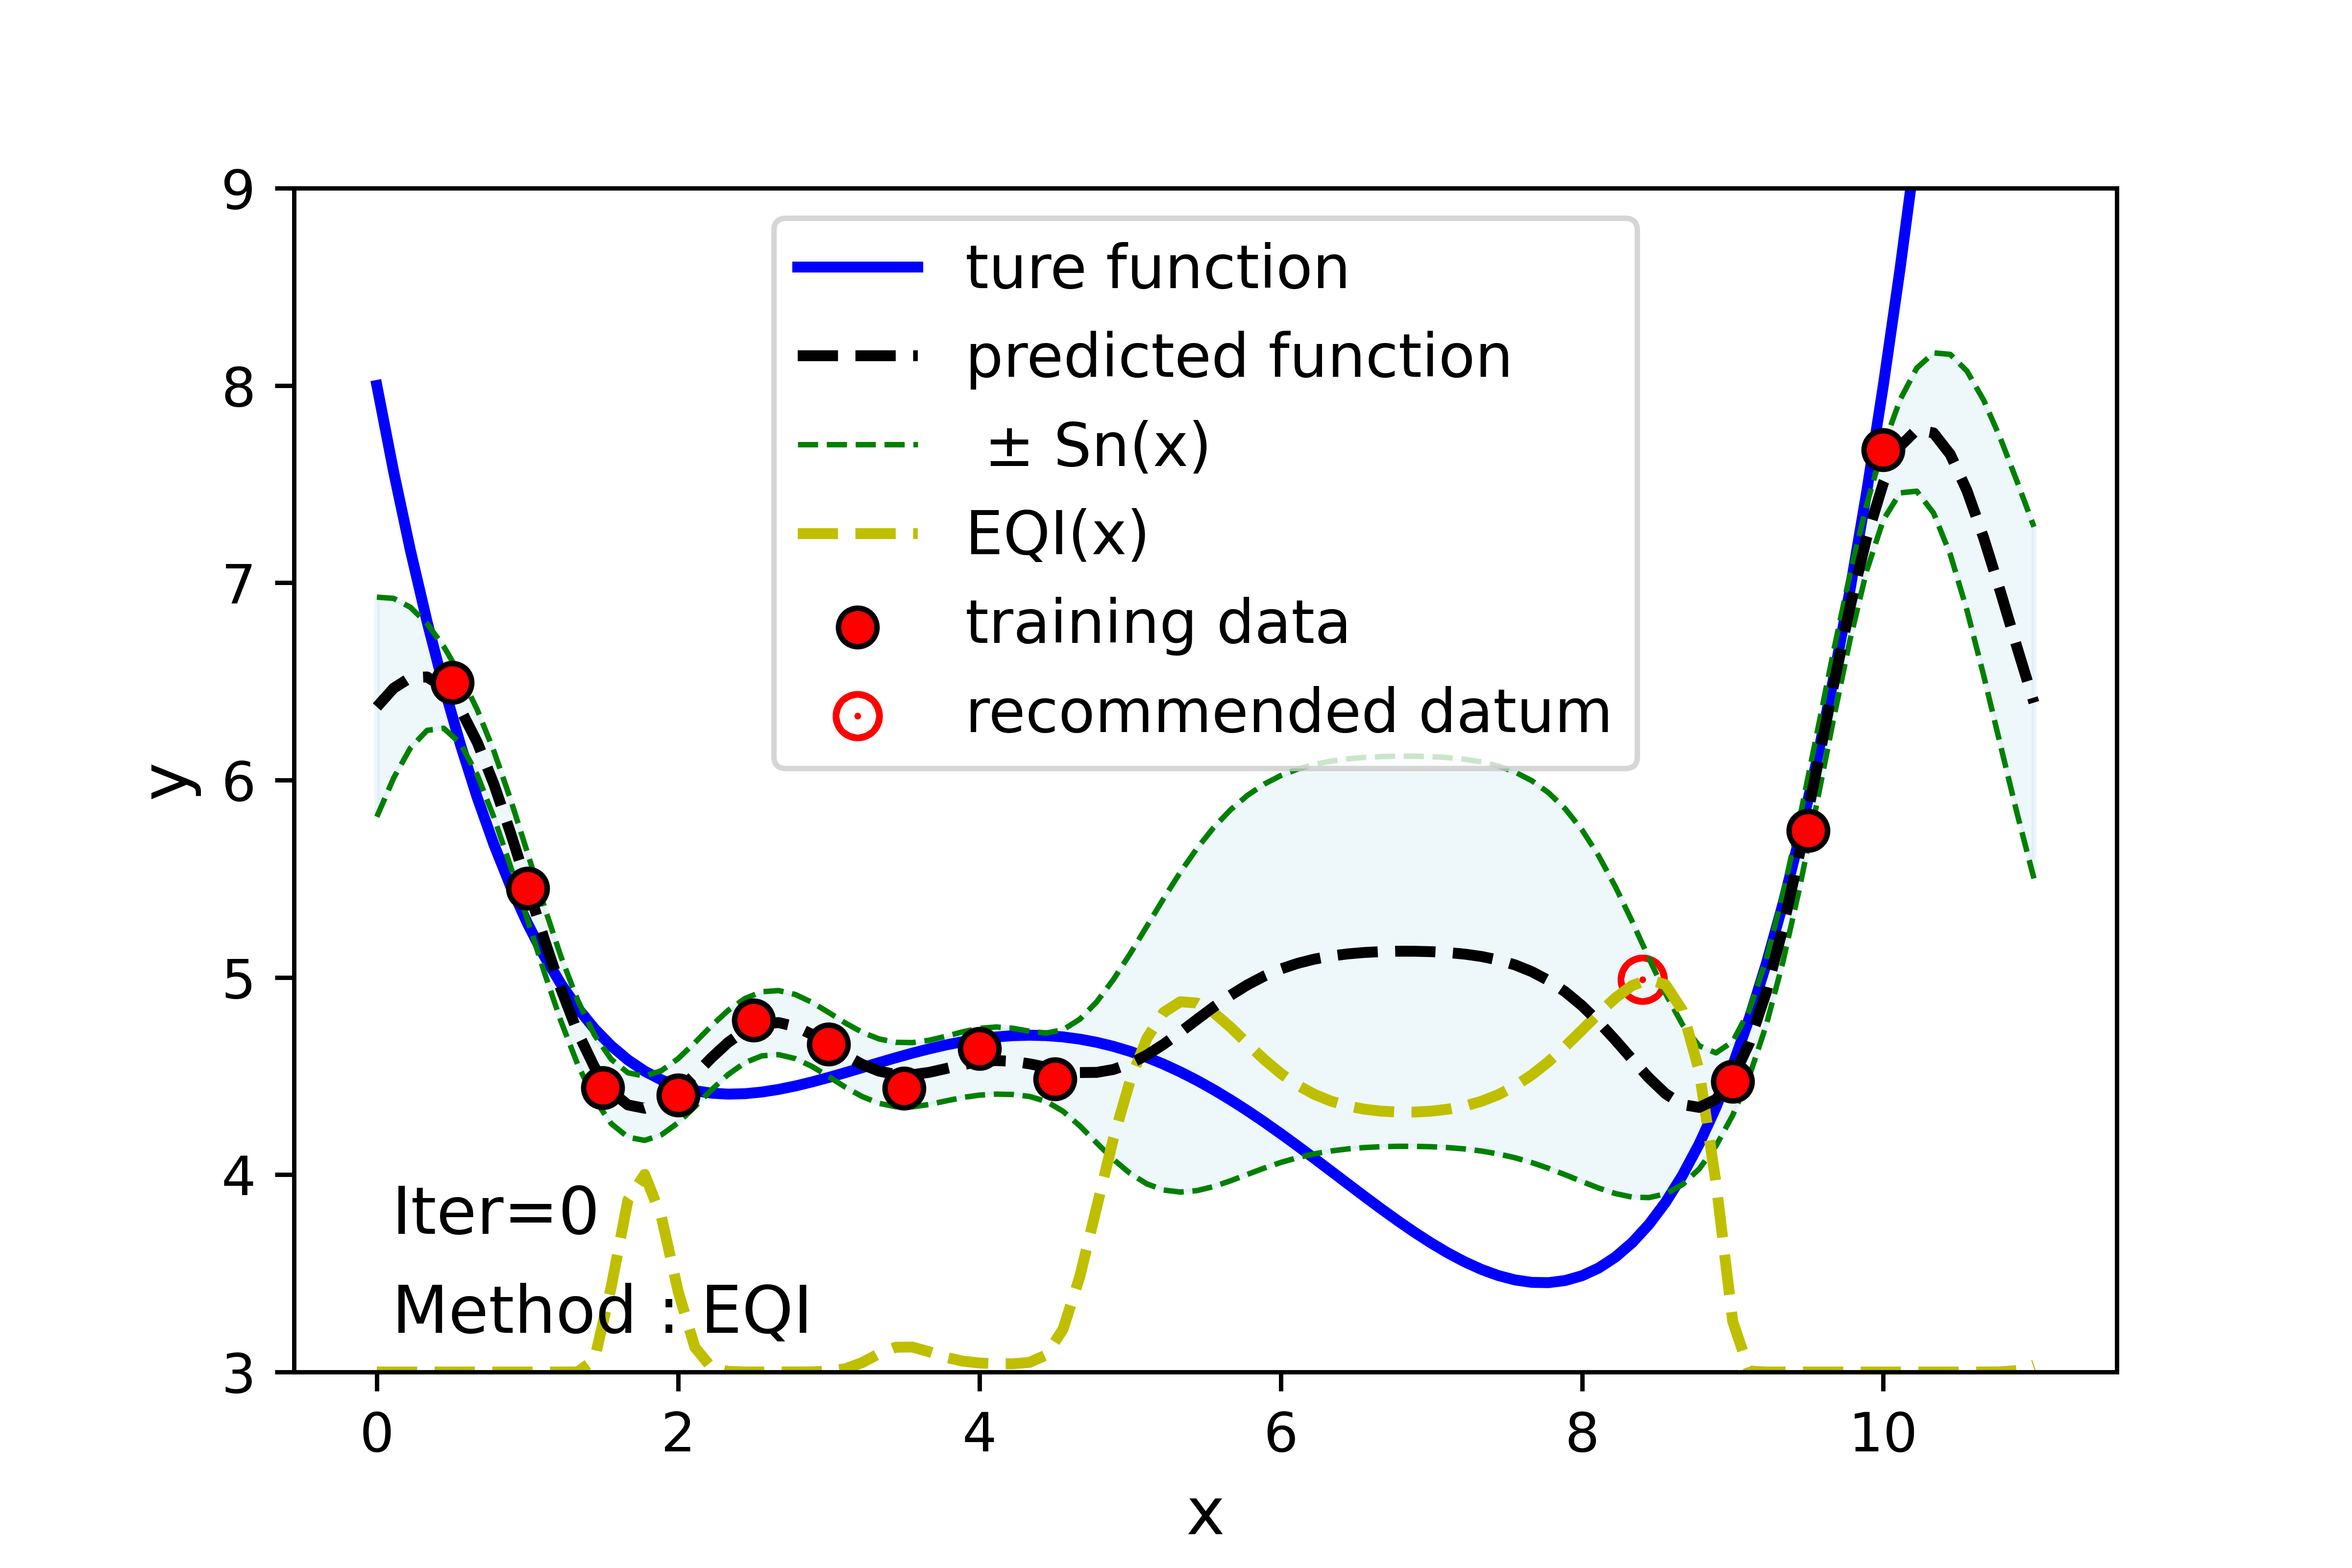 9
8
7
6
5
4
3
y
ture function
predicted function
± Sn(x)
EQI(x)
training data
recommended datum
Iter=0
Method : EQI
0 2 4 6 8 10
x